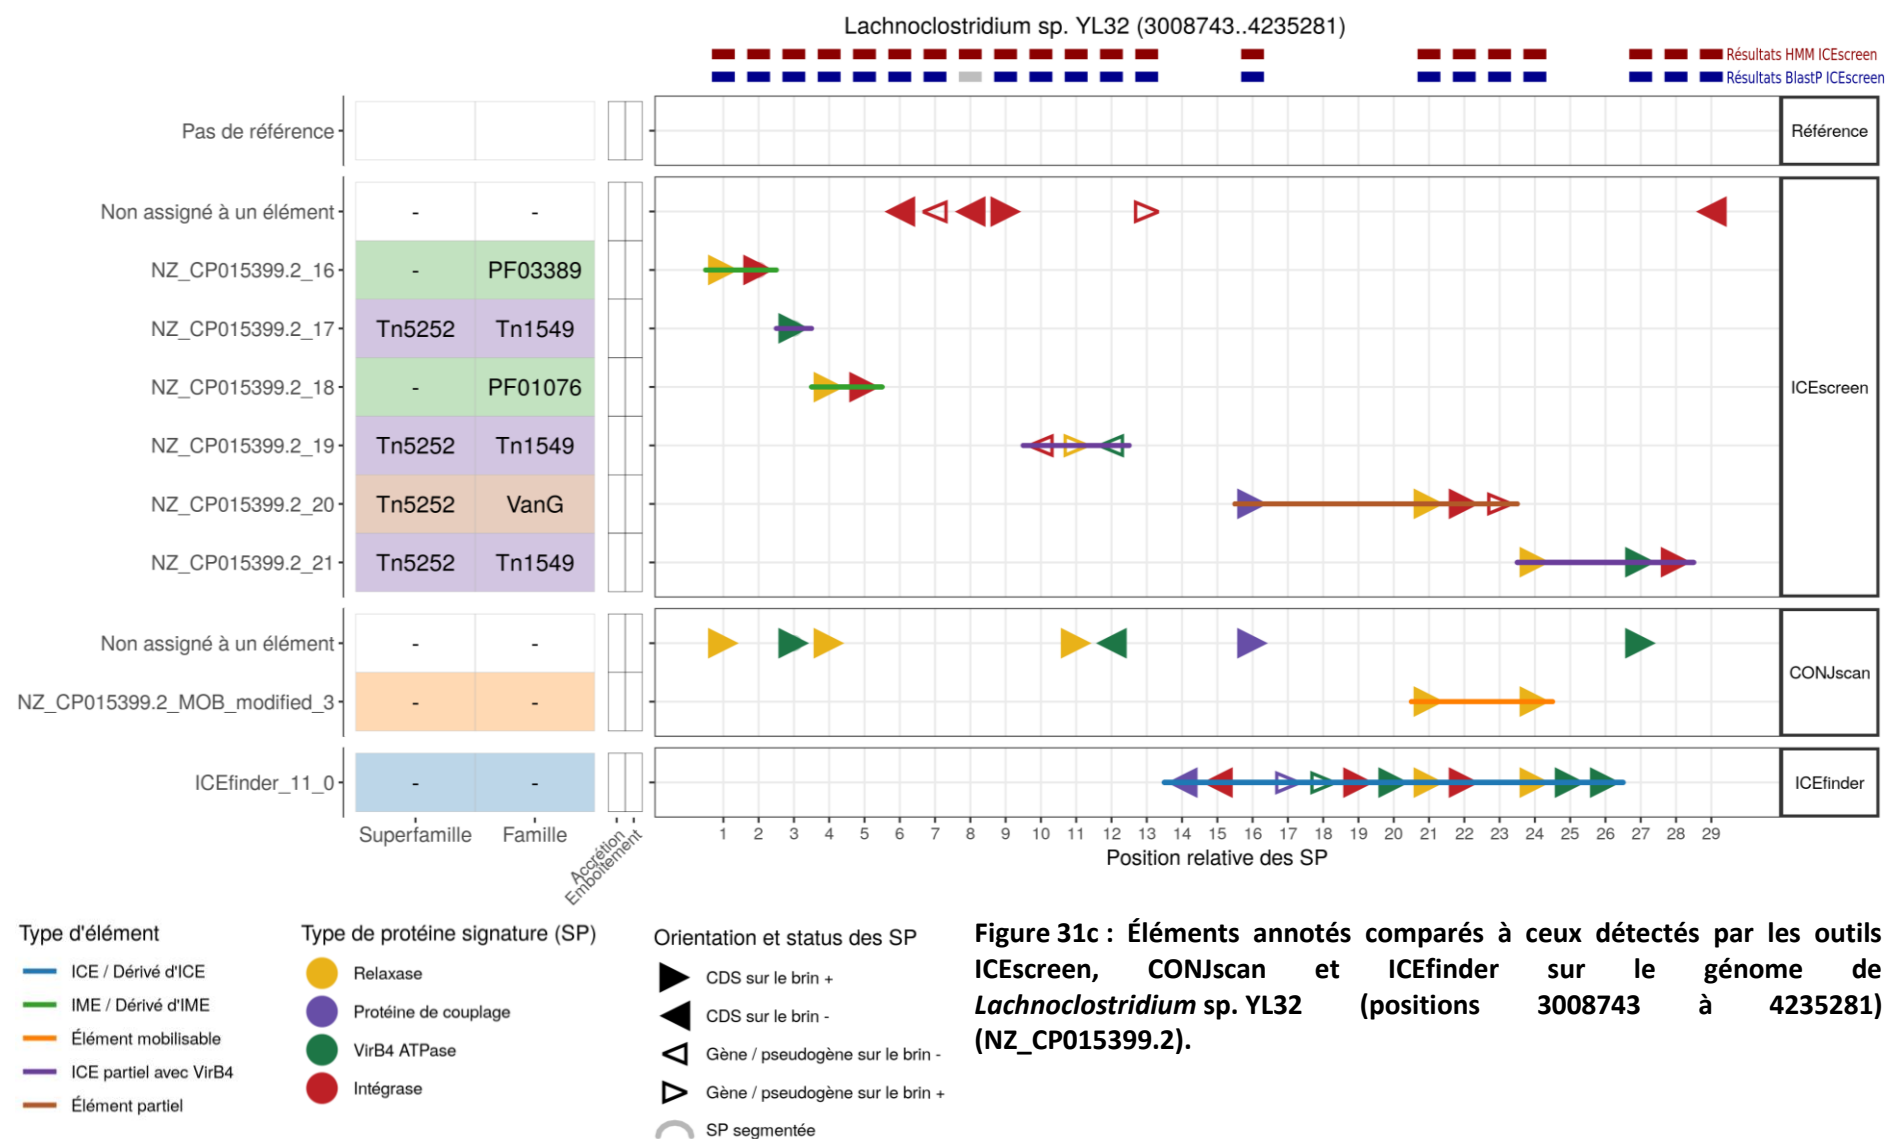 Lachnoclostridium sp. YL32 (3008743..4235281)
Résultats HMM ICEscreen
Résultats BlastP ICEscreen
Pas de référence
Référence
Non assigné à un élément - -
NZ_CP015399.2_16 - PF03389
NZ_CP015399.2_17 Tn5252 Tn1549
NZ_CP015399.2_18 - PF01076
ICEscreen
NZ_CP015399.2_19 Tn5252 Tn1549
NZ_CP015399.2_20 Tn5252 VanG
NZ_CP015399.2_21 Tn5252 Tn1549
Non assigné à un élément - -
CONJscan
NZ_CP015399.2_MOB_modified_3 - -
ICEfinder_11_0 - -
ICEfinder
Superfamille Famille Accrétion Emboîtement
1 2 3 4 5 6 7 8 9 10 11 12 13 14 15 16 17 18 19 20 21 22 23 24 25 26 27 28 29
Position relative des SP
Type d'élément
ICE / Dérivé d'ICE
IME / Dérivé d'IME
Élément mobilisable
ICE partiel avec VirB4
Élément partiel
Type de protéine signature (SP)
Relaxase
Protéine de couplage
VirB4 ATPase
Intégrase
Orientation et status des SP
CDS sur le brin +
CDS sur le brin -
Gène / pseudogène sur le brin -
Gène / pseudogène sur le brin +
SP segmentée
Figure 31c : Éléments annotés comparés à ceux détectés par les outils
ICEscreen, CONJscan et ICEfinder sur le génome de
Lachnoclostridium sp. YL32 (positions 3008743 à 4235281)
(NZ_CP015399.2).